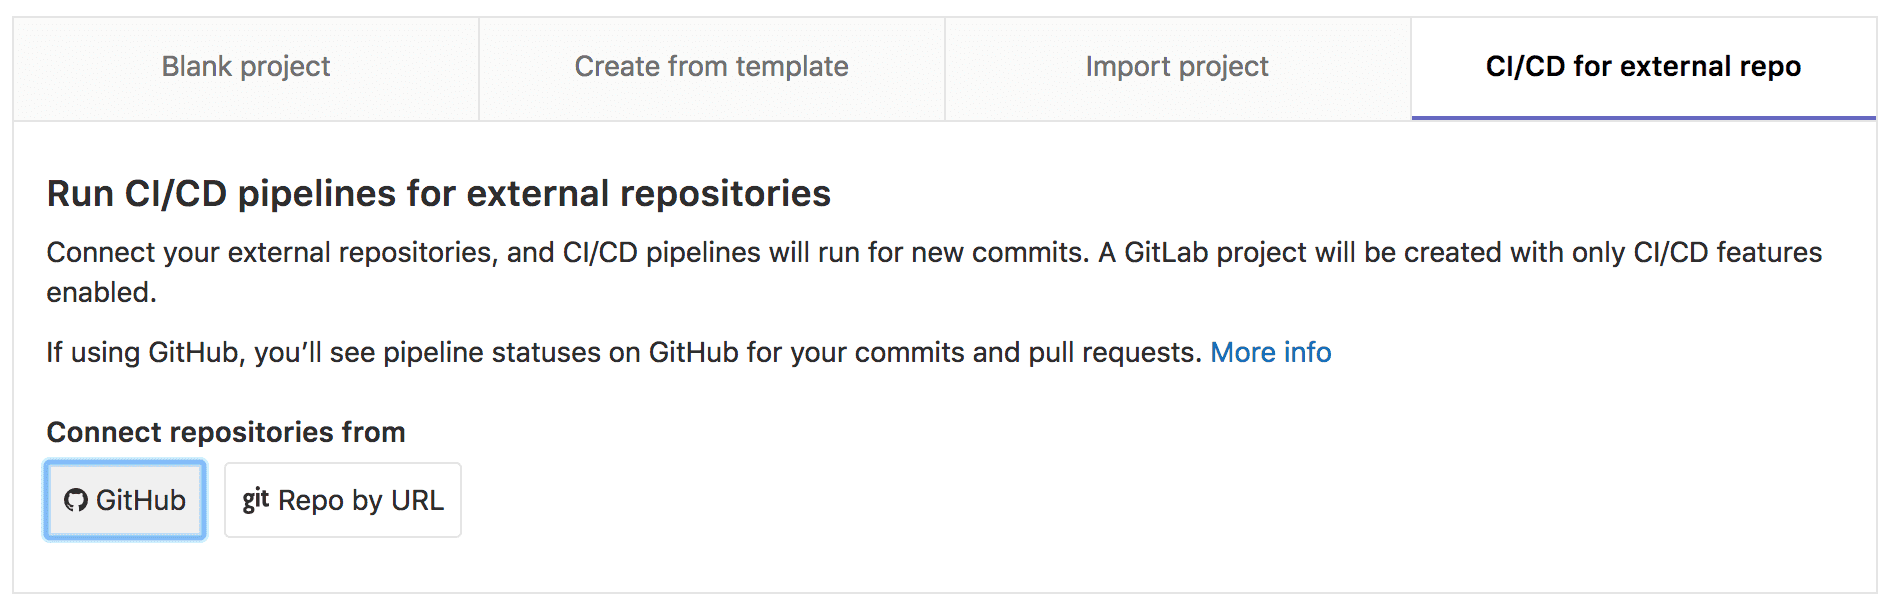 Blank project
Create from template
Import project
CI/CD for external repo
Run CI/CD pipelines for external repositories
Connect your external repositories, and CI/CD pipelines will run for new commits. A GitLab project will be created with only CI/CD features
enabled.
If using GitHub, you’ll see pipeline statuses on GitHub for your commits and pull requests. More info
Connect repositories from
GitHub
git Repo by URL